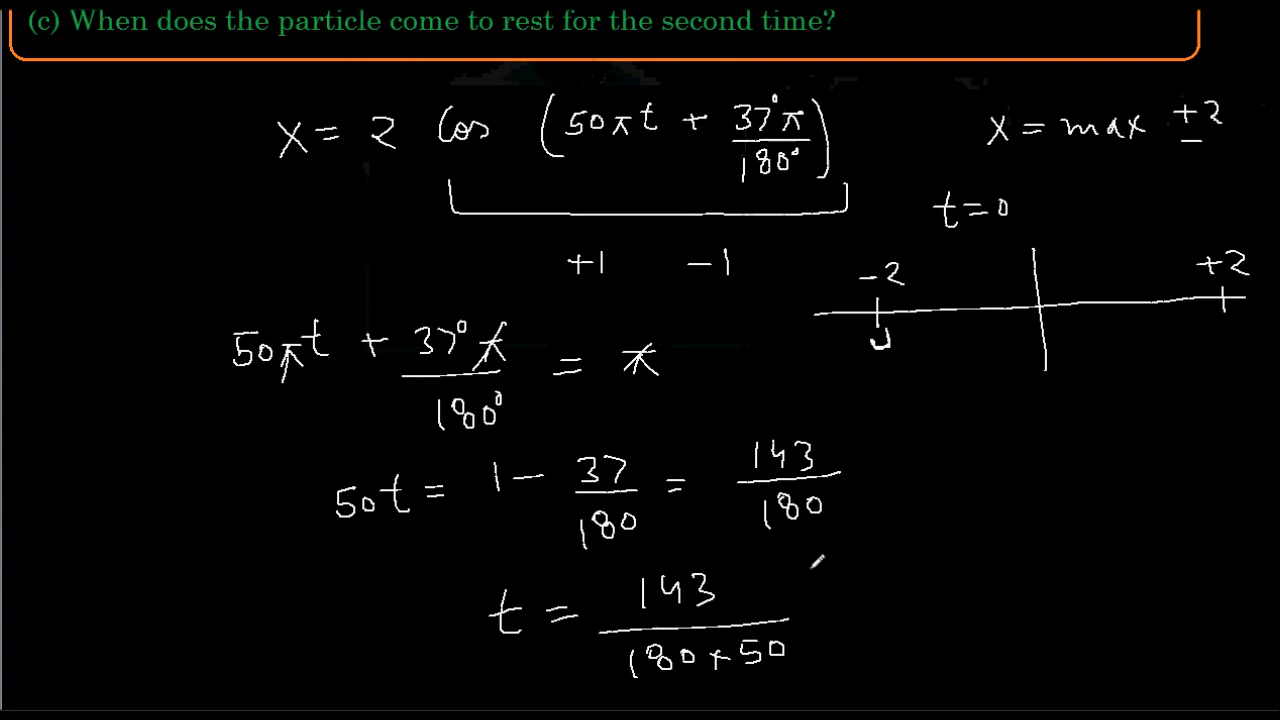 (c) When does the particle come to rest for the second time?
x = 2 cos (50πt + 37°π/180°)
x = max ±2
t=0
+1 -1
-2 +2
50πt + 37°π/180° = π
50t = 1 - 37/180 = 143/180
t = 143/180×50